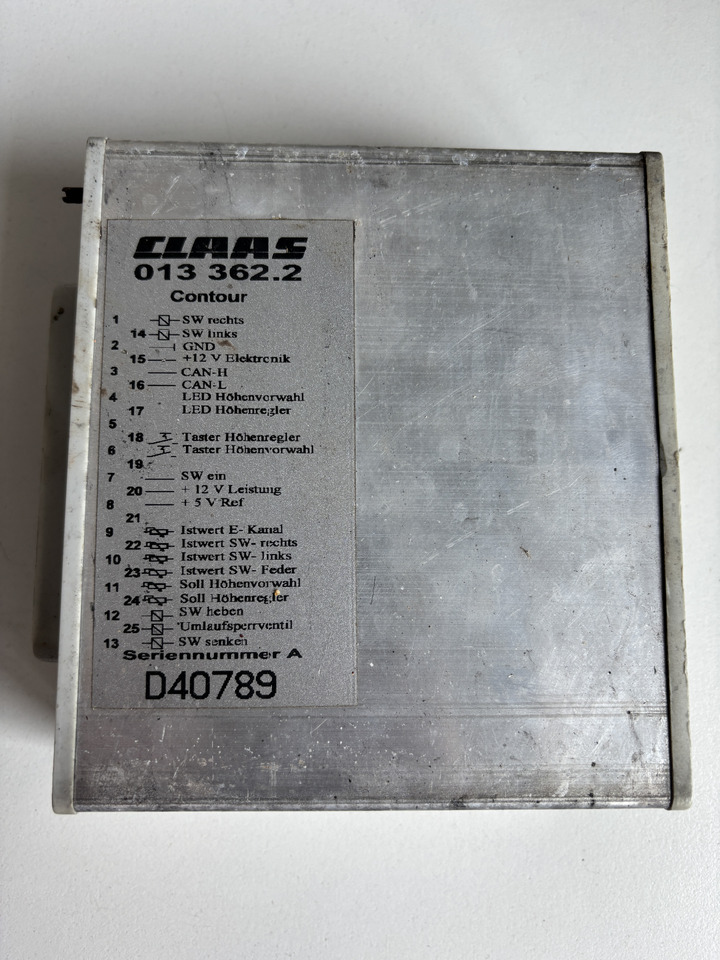 CLAAS
013 362.2
Contour
1 SW rechts
14 SW links
2 GND
15 +12 V Elektronik
3 CAN-H
16 CAN-L
4 LED Höhenvorwahl
17 LED Höhenregler
5
18 Taster Höhenregler
6 Taster Höhenvorwahl
19
7 SW ein
20 + 12 V Leistung
8 + 5 V Ref
21
9 Istwert E- Kanal
22 Istwert SW- rechts
10 Istwert SW- links
23 Istwert SW- Feder
11 Soll Höhenvorwahl
24 Soll Höhenregler
12 SW heben
25 Umlaufsperrventil
13 SW senken
Seriennummer A
D40789